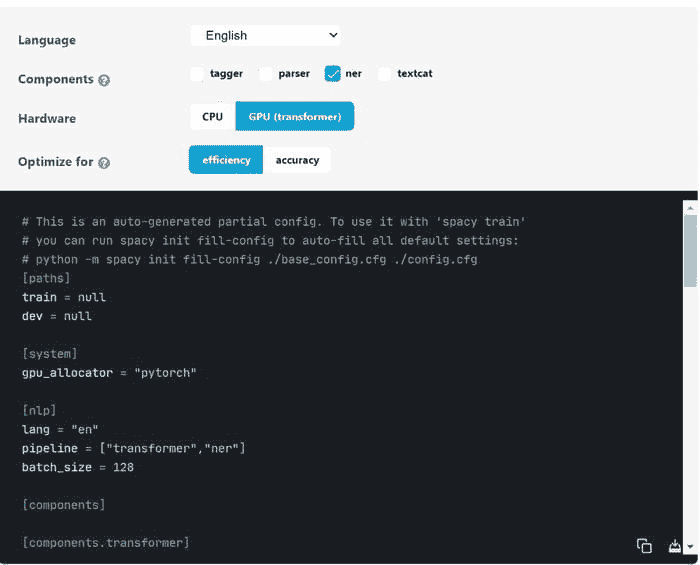 Language English
Components ? tagger parser ner textcat
Hardware CPU GPU (transformer)
Optimize for ? efficiency accuracy
# This is an auto-generated partial config. To use it with 'spacy train'
# you can run spacy init fill-config to auto-fill all default settings:
# python -m spacy init fill-config ./base_config.cfg ./config.cfg
[paths]
train = null
dev = null
[system]
gpu_allocator = "pytorch"
[nlp]
lang = "en"
pipeline = ["transformer","ner"]
batch_size = 128
[components]
[components.transformer]